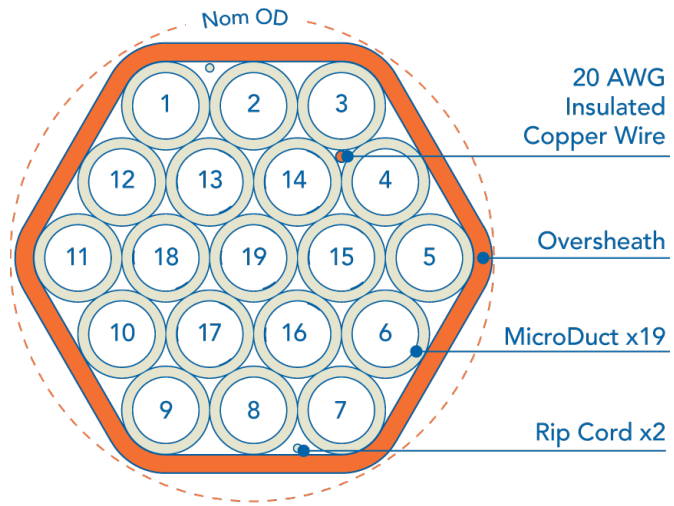 Nom OD
20 AWG
Insulated
Copper Wire
1 2 3
12 13 14 4
Oversheath
11 18 19 15 5
10 17 16 6
MicroDuct x19
9 8 7
Rip Cord x2